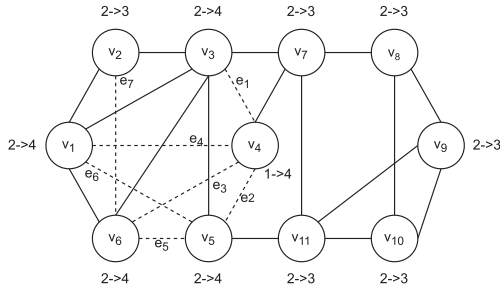 2->3 2->4 2->3 2->3
v2 v3 v7 v8
e7 e1
2->4 v1 e4 v4 v9 2->3
e6 e3 1->4
e2
v6 e5 v5 v11 v10
2->4 2->4 2->3 2->3